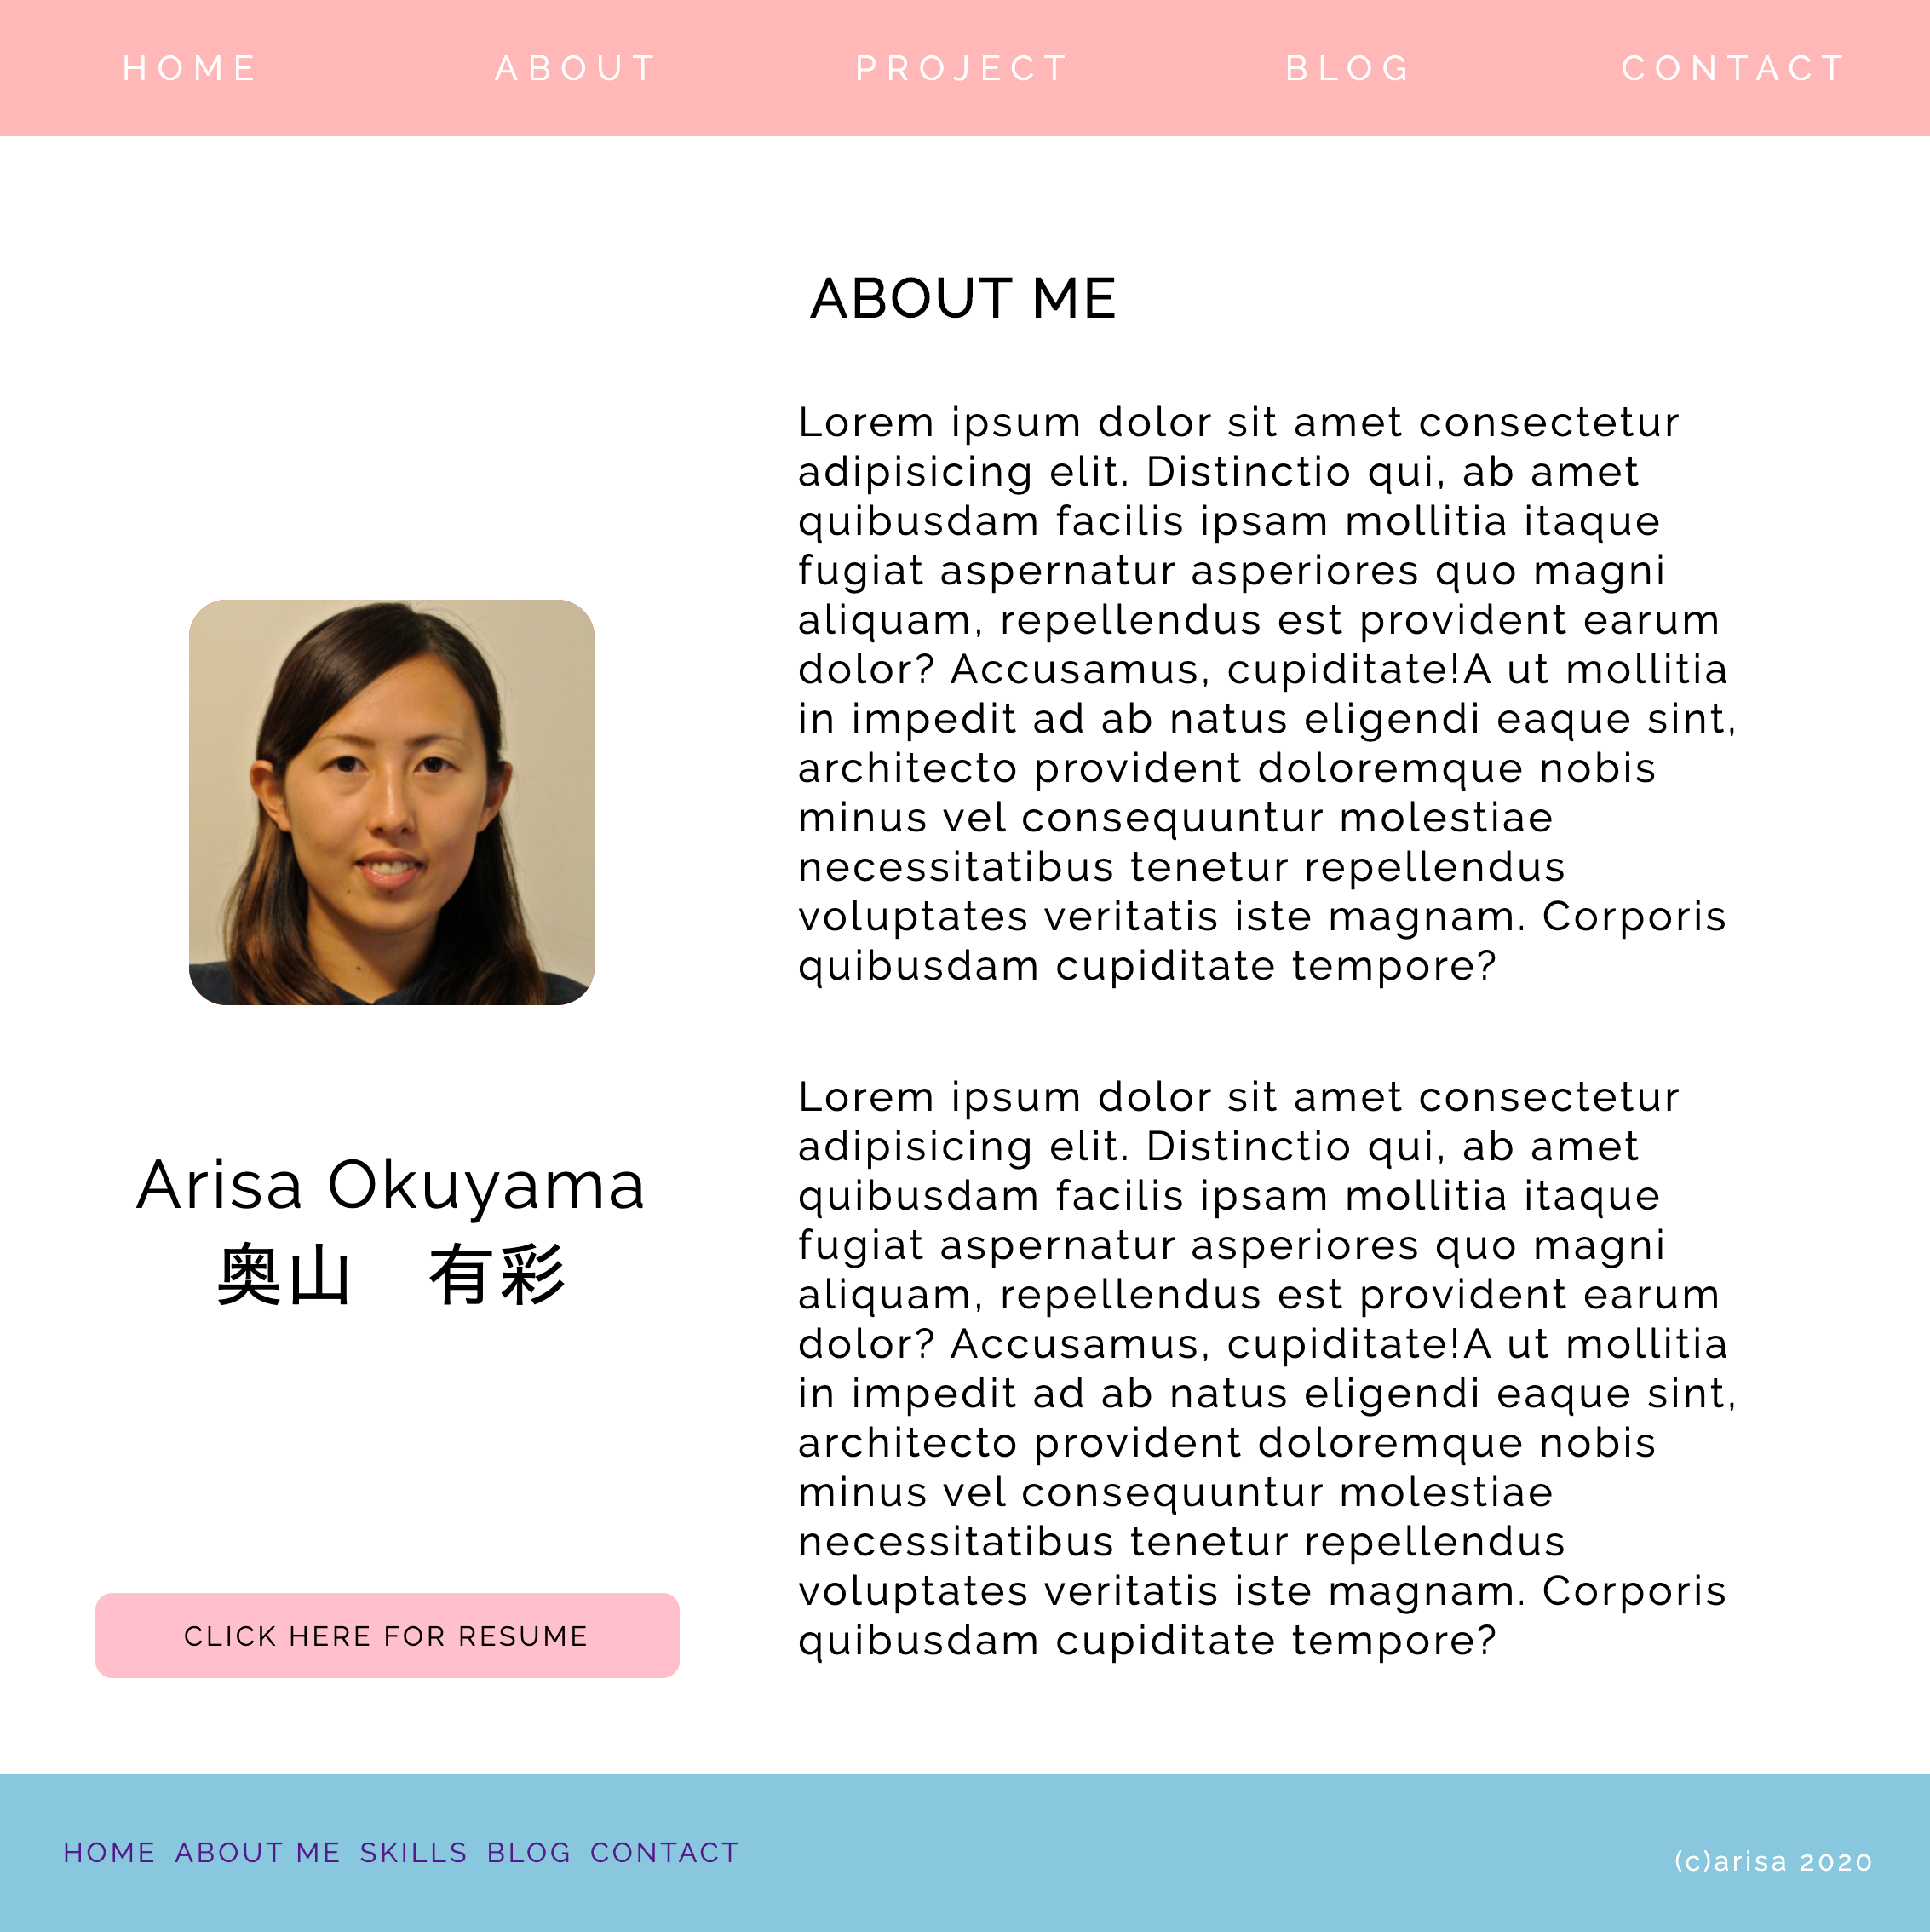 HOME ABOUT PROJECT BLOG CONTACT
ABOUT ME
Lorem ipsum dolor sit amet consectetur
adipisicing elit. Distinctio qui, ab amet
quibusdam facilis ipsam mollitia itaque
fugiat aspernatur asperiores quo magni
aliquam, repellendus est provident earum
dolor? Accusamus, cupiditate!A ut mollitia
in impedit ad ab natus eligendi eaque sint,
architecto provident doloremque nobis
minus vel consequuntur molestiae
necessitatibus tenetur repellendus
voluptates veritatis iste magnam. Corporis
quibusdam cupiditate tempore?
Lorem ipsum dolor sit amet consectetur
adipisicing elit. Distinctio qui, ab amet
quibusdam facilis ipsam mollitia itaque
fugiat aspernatur asperiores quo magni
aliquam, repellendus est provident earum
dolor? Accusamus, cupiditate!A ut mollitia
in impedit ad ab natus eligendi eaque sint,
architecto provident doloremque nobis
minus vel consequuntur molestiae
necessitatibus tenetur repellendus
voluptates veritatis iste magnam. Corporis
quibusdam cupiditate tempore?
Arisa Okuyama
奥山　有彩
CLICK HERE FOR RESUME
HOME ABOUT ME SKILLS BLOG CONTACT
(c)arisa 2020